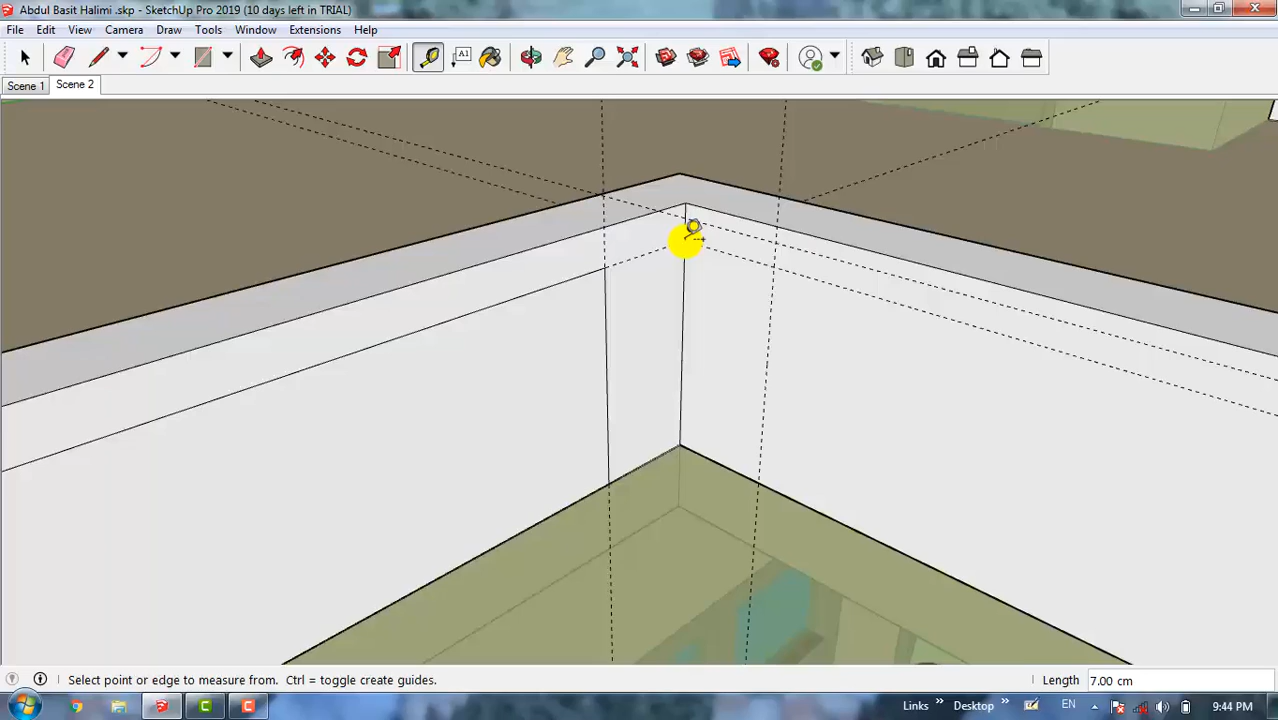 Abdul Basit Halimi .skp - SketchUp Pro 2019 (10 days left in TRIAL)
File Edit View Camera Draw Tools Window Extensions Help
A1
Scene 1 Scene 2
Select point or edge to measure from. Ctrl = toggle create guides. Length 7.00 cm
Links » Desktop » EN 9:44 PM